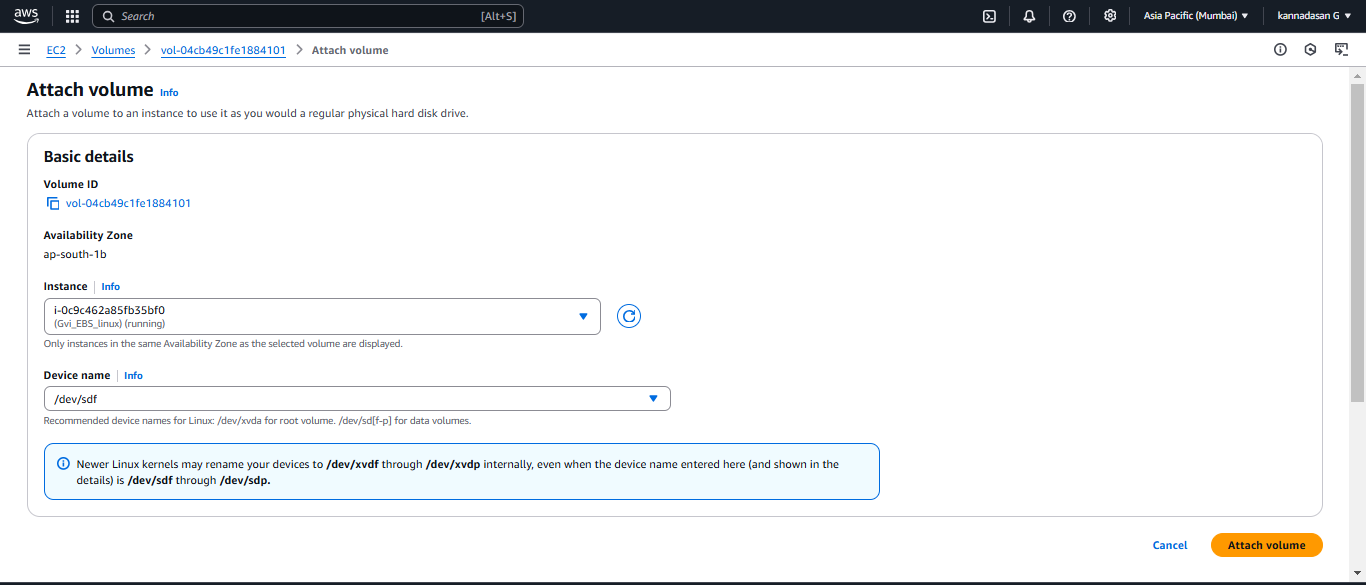 aws
Search [Alt+S]
Asia Pacific (Mumbai) ▼
kannadasan G ▼
EC2 > Volumes > vol-04cb49c1fe1884101 > Attach volume
Attach volume Info
Attach a volume to an instance to use it as you would a regular physical hard disk drive.
Basic details
Volume ID
vol-04cb49c1fe1884101
Availability Zone
ap-south-1b
Instance | Info
i-0c9c462a85fb35bf0
(Gvi_EBS_linux) (running)
Only instances in the same Availability Zone as the selected volume are displayed.
Device name | Info
/dev/sdf
Recommended device names for Linux: /dev/xvda for root volume. /dev/sd[f-p] for data volumes.
Newer Linux kernels may rename your devices to /dev/xvdf through /dev/xvdp internally, even when the device name entered here (and shown in the
details) is /dev/sdf through /dev/sdp.
Cancel
Attach volume